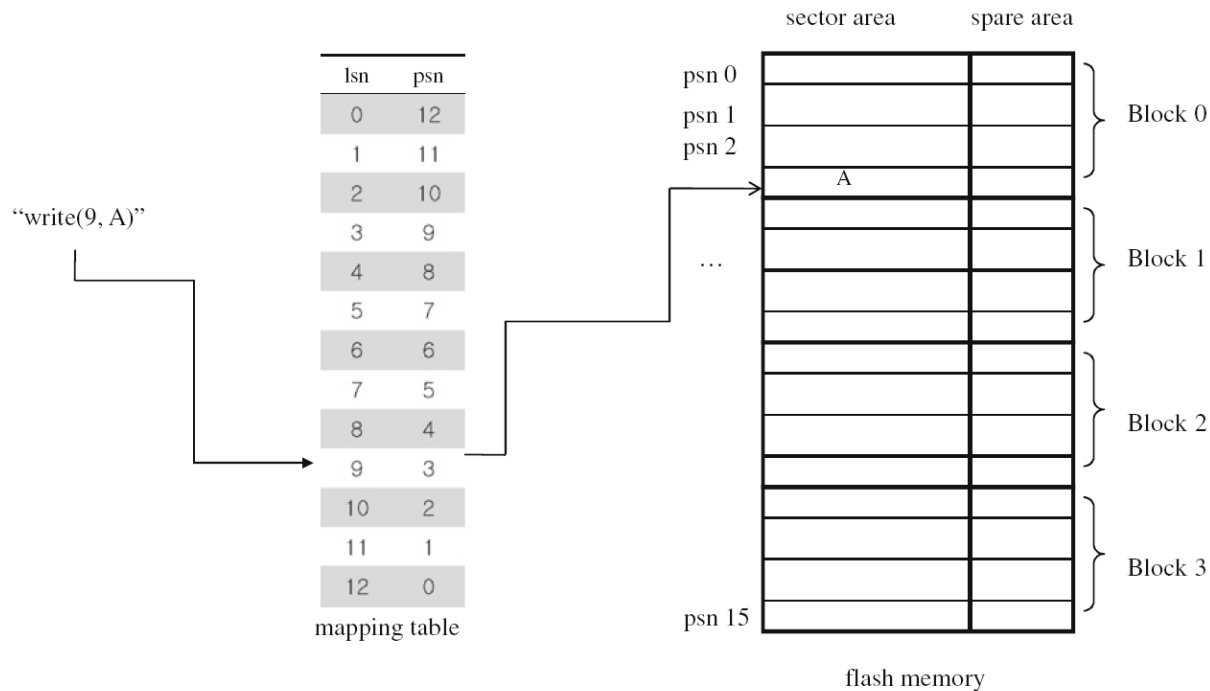 sector area spare area
lsn psn
0 12
1 11
2 10
3 9
4 8
5 7
6 6
7 5
8 4
9 3
10 2
11 1
12 0
mapping table
“write(9, A)”
psn 0
psn 1
psn 2
A
...
psn 15
Block 0
Block 1
Block 2
Block 3
flash memory